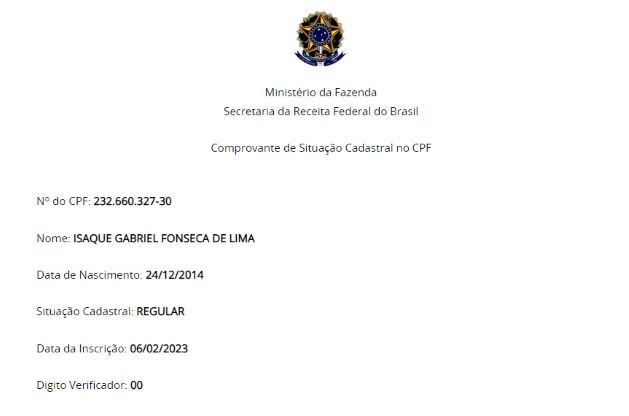 Ministério da Fazenda
Secretaria da Receita Federal do Brasil
Comprovante de Situação Cadastral no CPF
Nº do CPF: 232.660.327-30
Nome: ISAQUE GABRIEL FONSECA DE LIMA
Data de Nascimento: 24/12/2014
Situação Cadastral: REGULAR
Data da Inscrição: 06/02/2023
Digito Verificador: 00